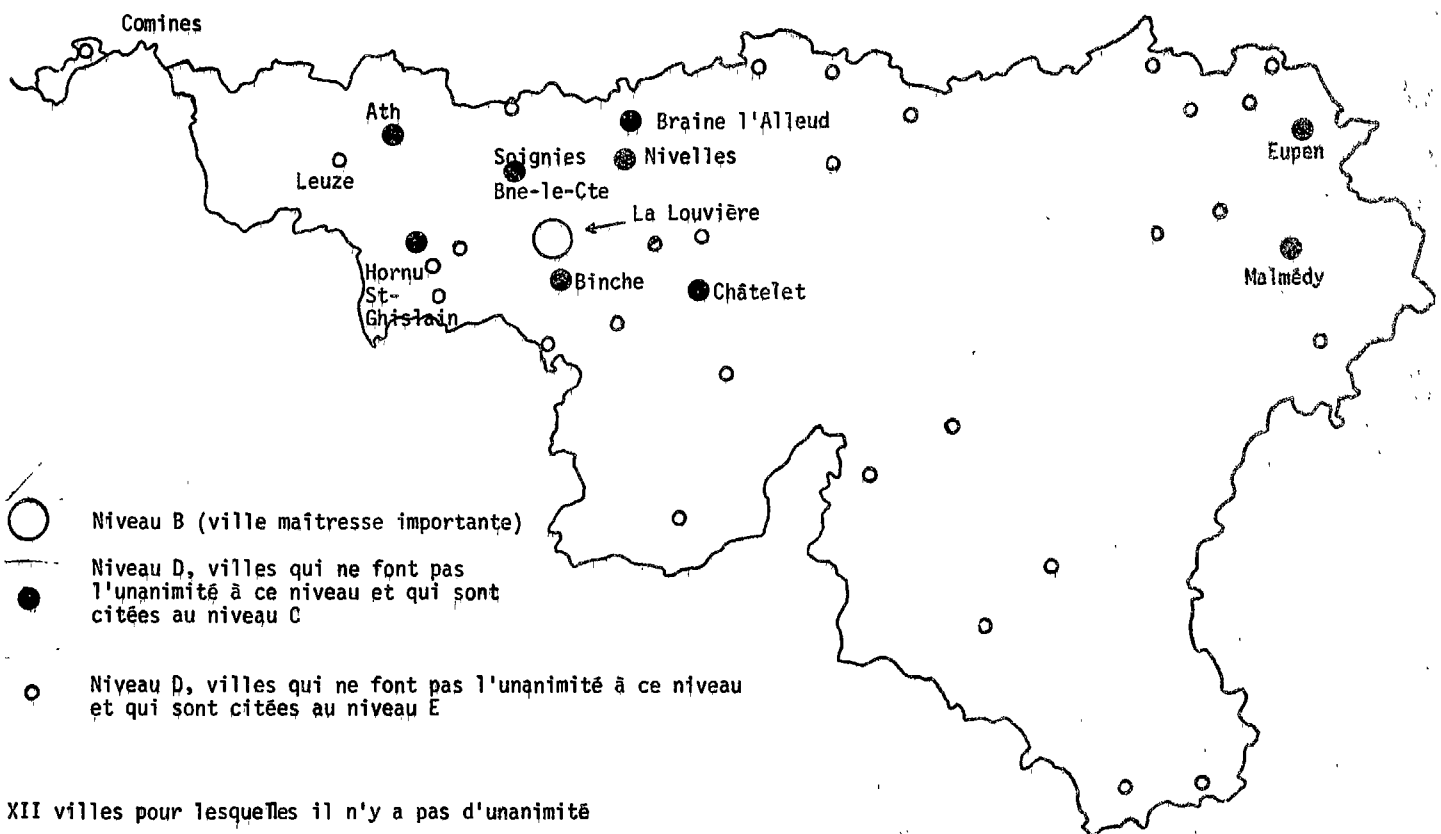 Comines
Ath
Braine l'Alleud
Eupen
Soignies
Nivelles
Leuze
Bne-le-Cte
La Louvière
Hornu
Binche
Châtelet
Malmédy
St-
Ghislain
Niveau B (ville maîtresse importante)
Niveau D, villes qui ne font pas
l'unanimité à ce niveau et qui sont
citées au niveau C
Niveau D, villes qui ne font pas l'unanimité à ce niveau
et qui sont citées au niveau E
XII villes pour lesquelles il n'y a pas d'unanimité